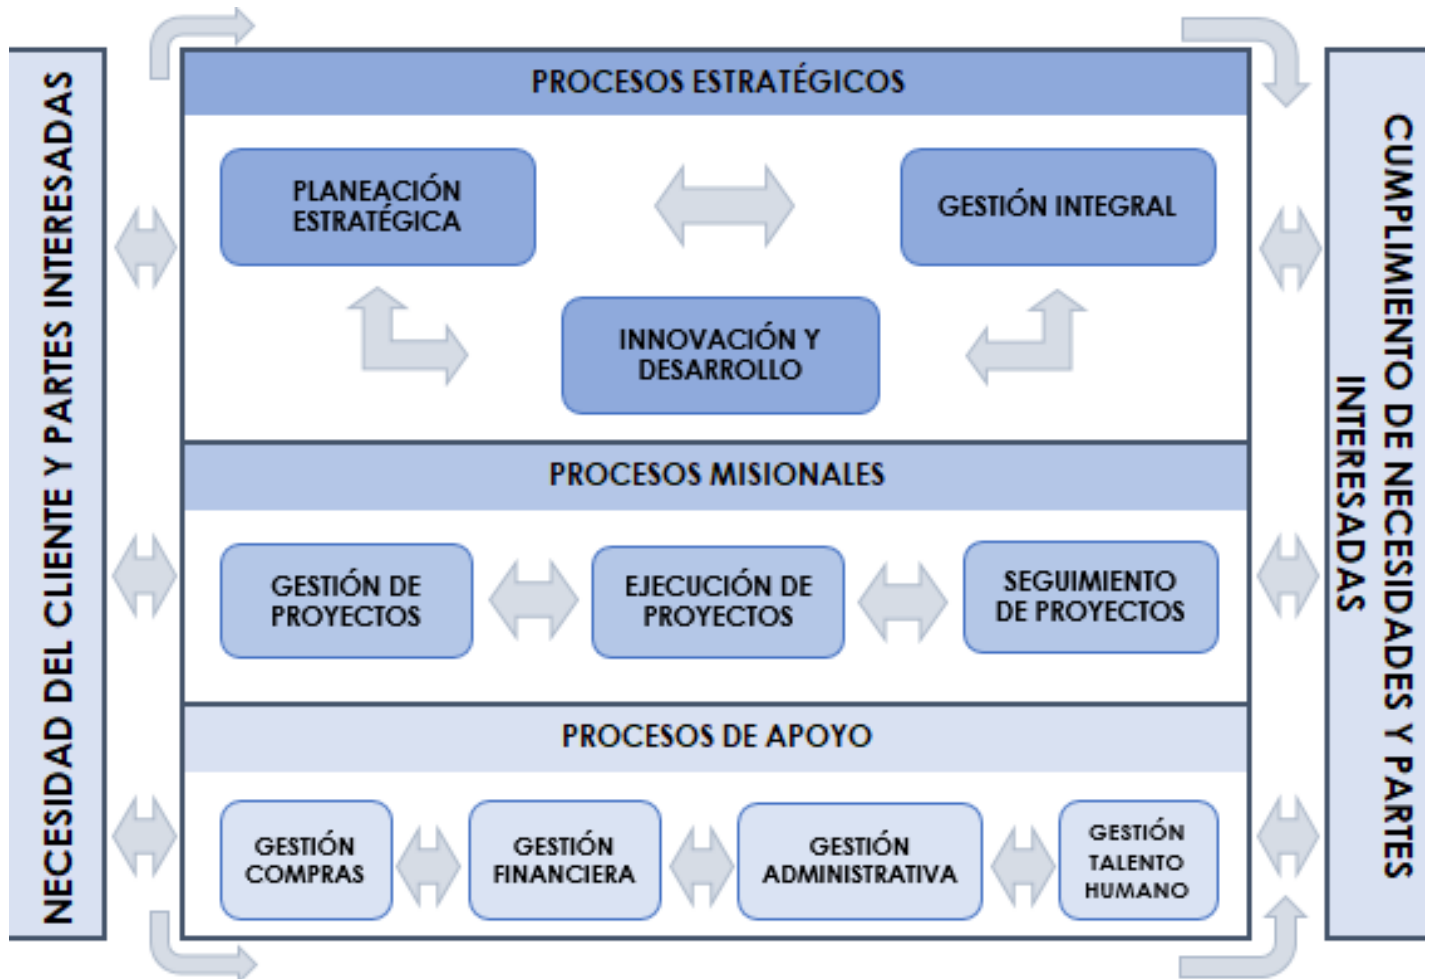 NECESIDAD DEL CLIENTE Y PARTES INTERESADAS
PROCESOS ESTRATÉGICOS
PLANEACIÓN
ESTRATÉGICA
GESTIÓN INTEGRAL
INNOVACIÓN Y
DESARROLLO
PROCESOS MISIONALES
GESTIÓN DE
PROYECTOS
EJECUCIÓN DE
PROYECTOS
SEGUIMIENTO
DE PROYECTOS
PROCESOS DE APOYO
GESTIÓN
COMPRAS
GESTIÓN
FINANCIERA
GESTIÓN
ADMINISTRATIVA
GESTIÓN
TALENTO
HUMANO
CUMPLIMIENTO DE NECESIDADES Y PARTES
INTERESADAS